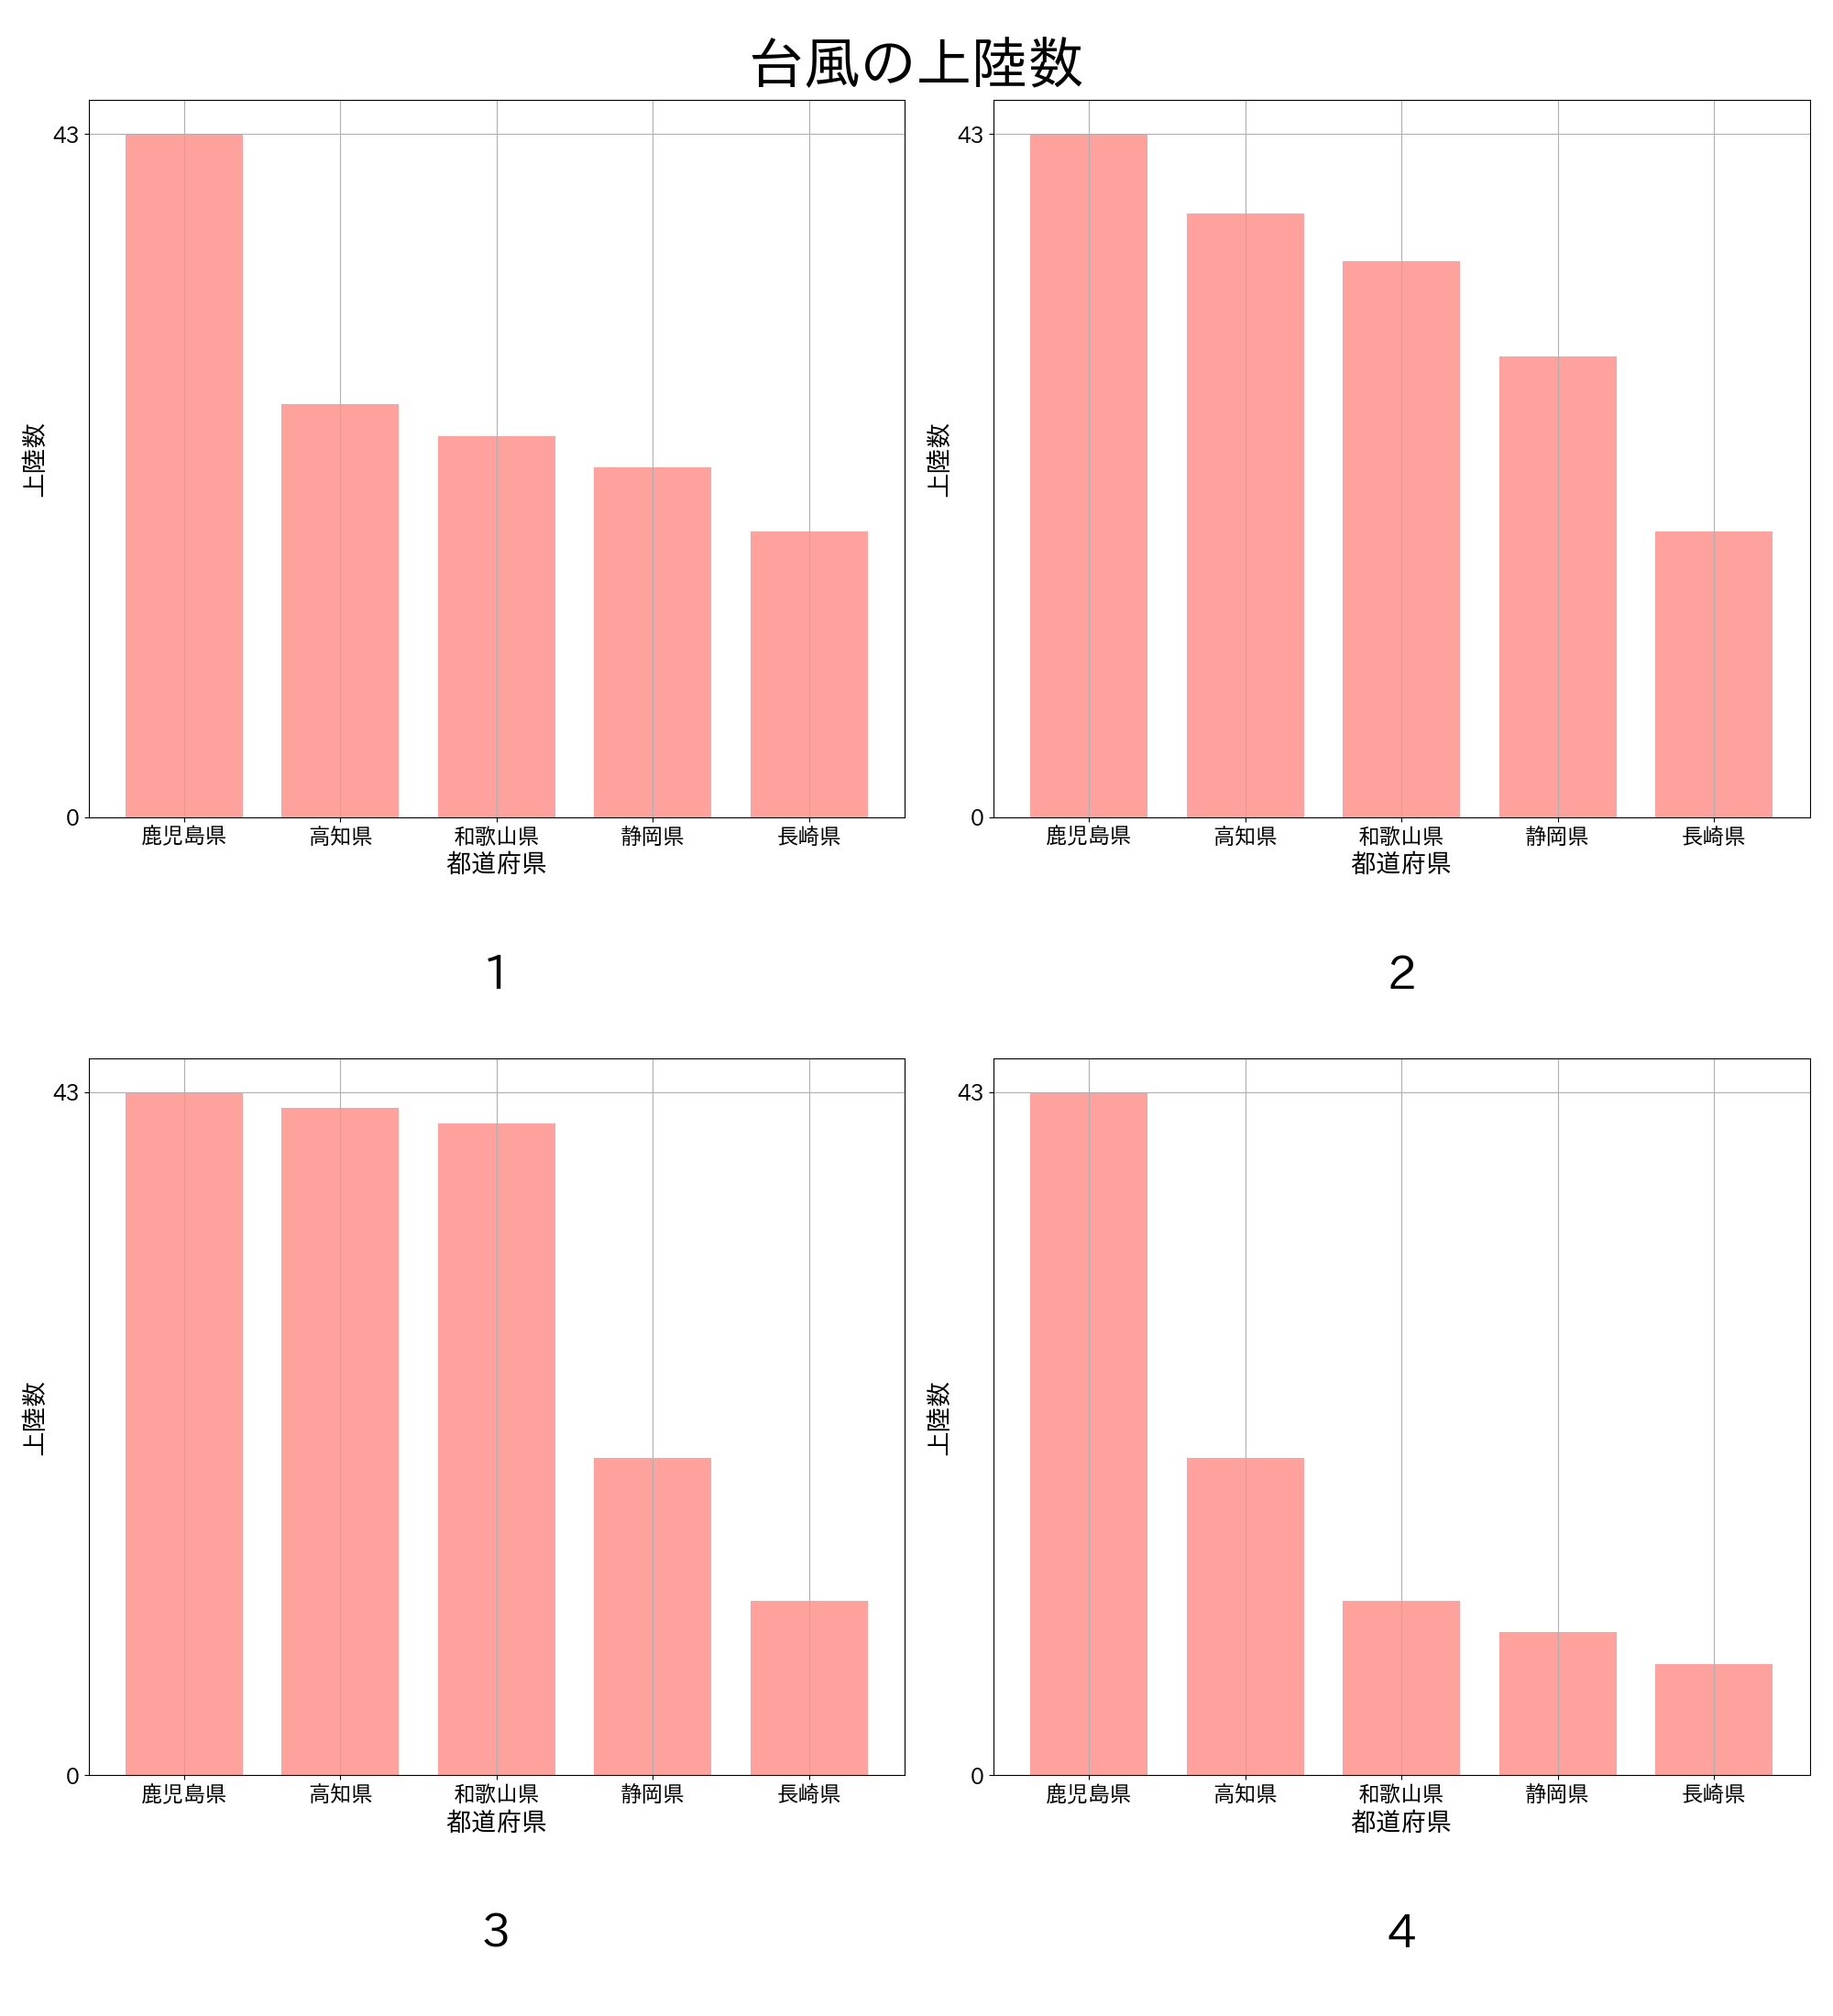 台風の上陸数
43
0
上陸数
鹿児島県 高知県 和歌山県 静岡県 長崎県
都道府県
1
43
0
上陸数
鹿児島県 高知県 和歌山県 静岡県 長崎県
都道府県
2
43
0
上陸数
鹿児島県 高知県 和歌山県 静岡県 長崎県
都道府県
3
43
0
上陸数
鹿児島県 高知県 和歌山県 静岡県 長崎県
都道府県
4